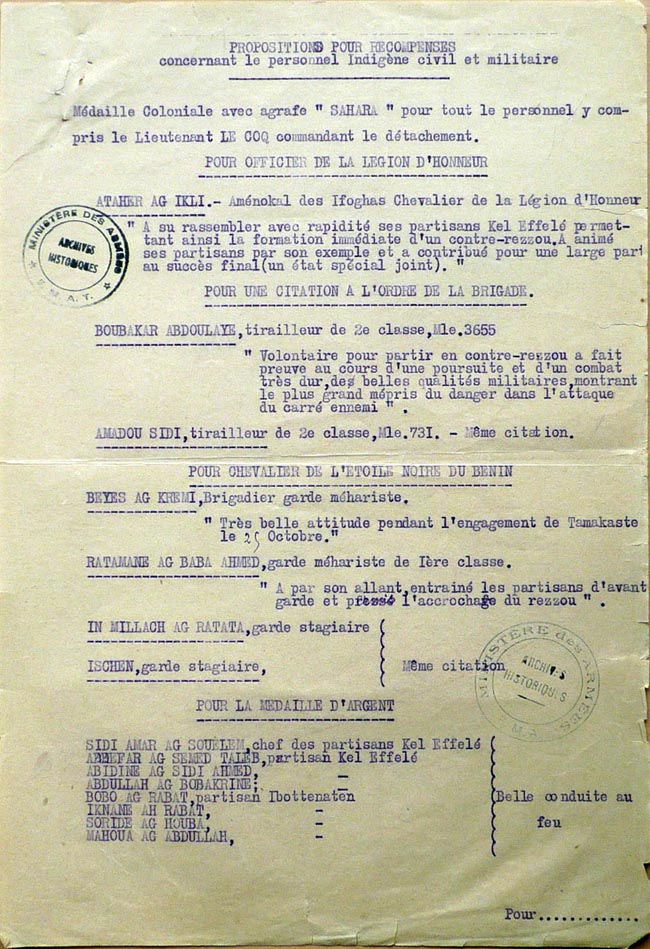 PROPOSITIONS POUR RECOMPENSES
concernant le personnel Indigène civil et militaire
Médaille Coloniale avec agrafe " SAHARA " pour tout le personnel y com-
pris le Lieutenant LE COQ commandant le détachement.
POUR OFFICIER DE LA LEGION D'HONNEUR
ATAHER AG IKLI.- Aménokal des Ifoghas Chevalier de la Légion d'Honneur
" A su rassembler avec rapidité ses partisans Kel Effelé permet-
tant ainsi la formation immédiate d'un contre-rezzou.A animé
ses partisans par son exemple et a contribué pour une large part
au succès final(un état spécial joint). "
MINISTÈRE DES ARMÉES
ARCHIVES
HISTORIQUES
E. M. A. T.
POUR UNE CITATION A L'ORDRE DE LA BRIGADE.
BOUBAKAR ABDOULAYE,tirailleur de 2e classe,Mle.3655
" Volontaire pour partir en contre-rezzou a fait
preuve au cours d'une poursuite et d'un combat
très dur,des belles qualités militaires,montrant
le plus grand mépris du danger dans l'attaque
du carré ennemi " .
AMADOU SIDI,tirailleur de 2e classe,Mle.73I. - Même citation.
POUR CHEVALIER DE L'ETOILE NOIRE DU BENIN
BEYES AG KREMI,Brigadier garde méhariste.
" Très belle attitude pendant l'engagement de Tamakaste
le 25 Octobre."
RATAMANE AG BABA AHMED,garde méhariste de Ière classe.
" A par son allant,entrainé les partisans d'avant
garde et l'accrochage du rezzou " .
IN MILLACH AG RATATA,garde stagiaire
ISCHEN,garde stagiaire, Même citation
MINISTÈRE des ARMÉES
ARCHIVES
HISTORIQUES
POUR LA MEDAILLE D'ARGENT
SIDI AMAR AG SOUELEM,chef des partisans Kel Effelé
AG SEMED TALEB,partisan Kel Effelé
ABIDINE AG SIDI AHMED, -
ABDULLAH AG BOBAKRINE, -
BOBO AG RABAT,partisan Ibottenaten Belle conduite au
IKNANE AH RABAT, - feu
SORIDE AG HOUBA, -
MAHOUA AG ABDULLAH, -
Pour.............